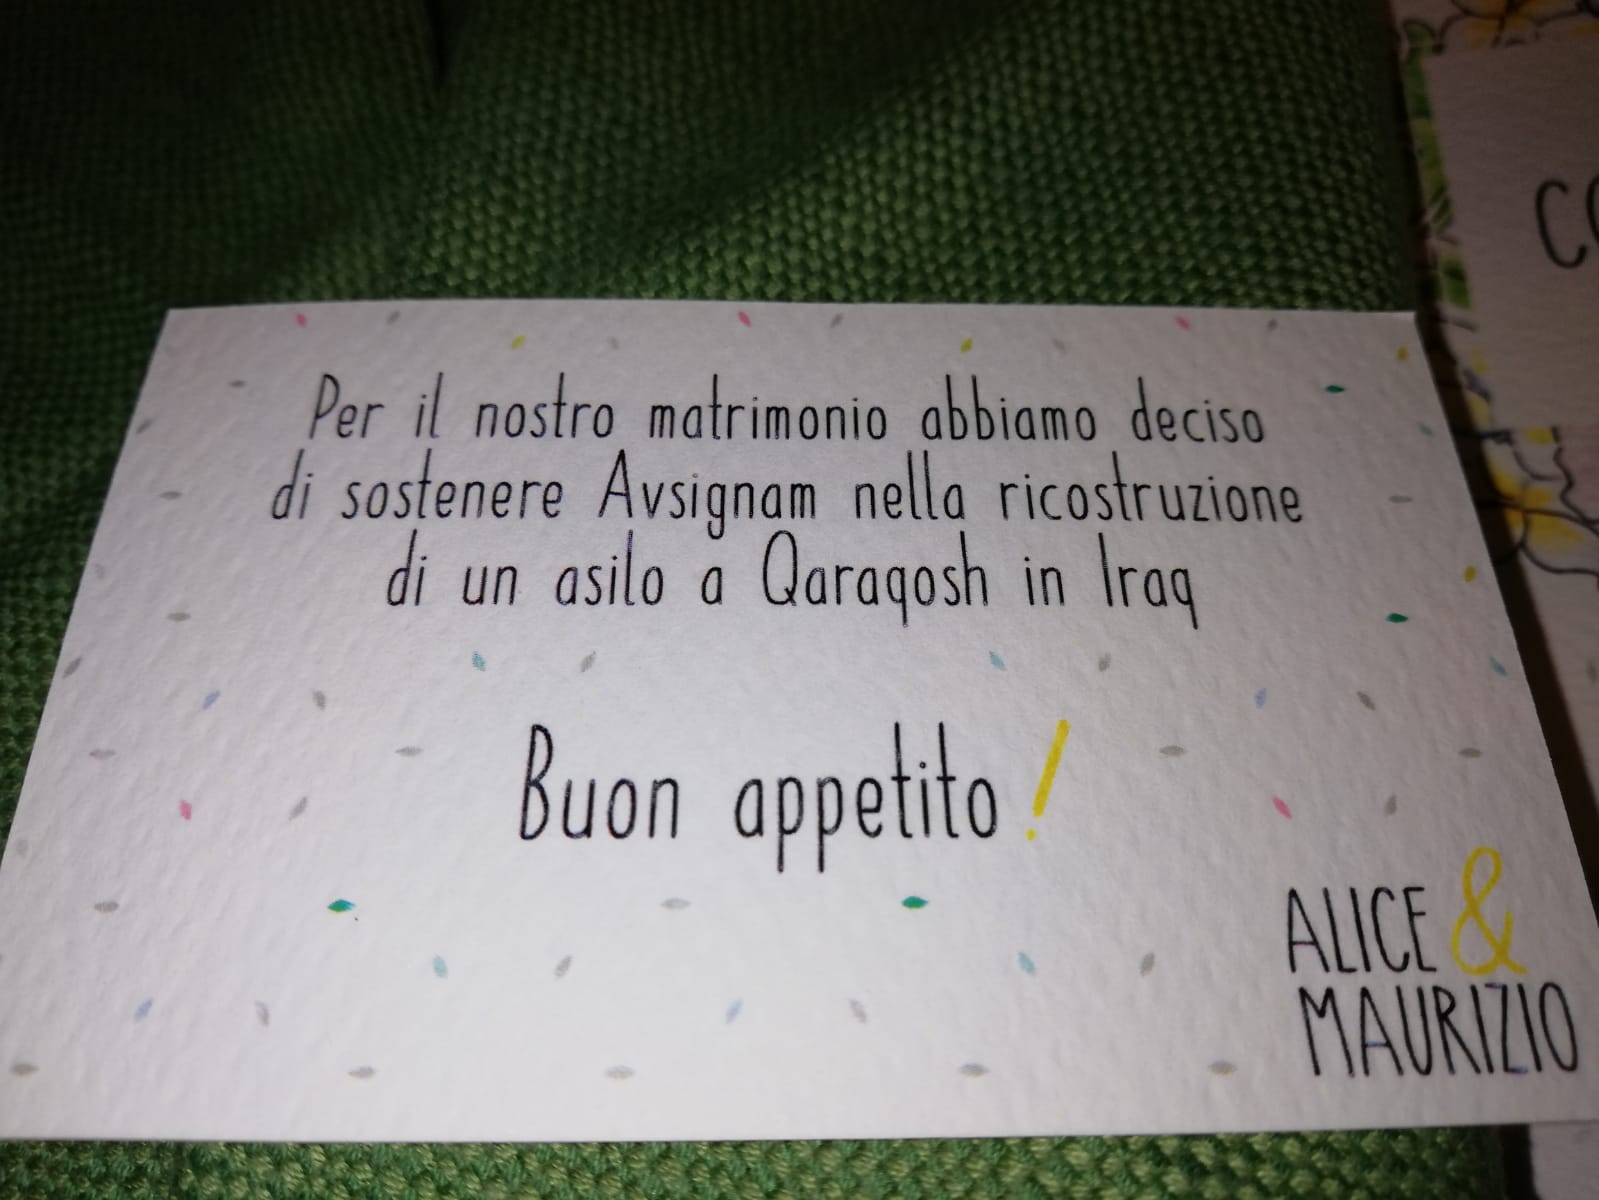 Per il nostro matrimonio abbiamo deciso
di sostenere Avsignam nella ricostruzione
di un asilo a Qaraqosh in Iraq
Buon appetito!
ALICE &
MAURIZIO